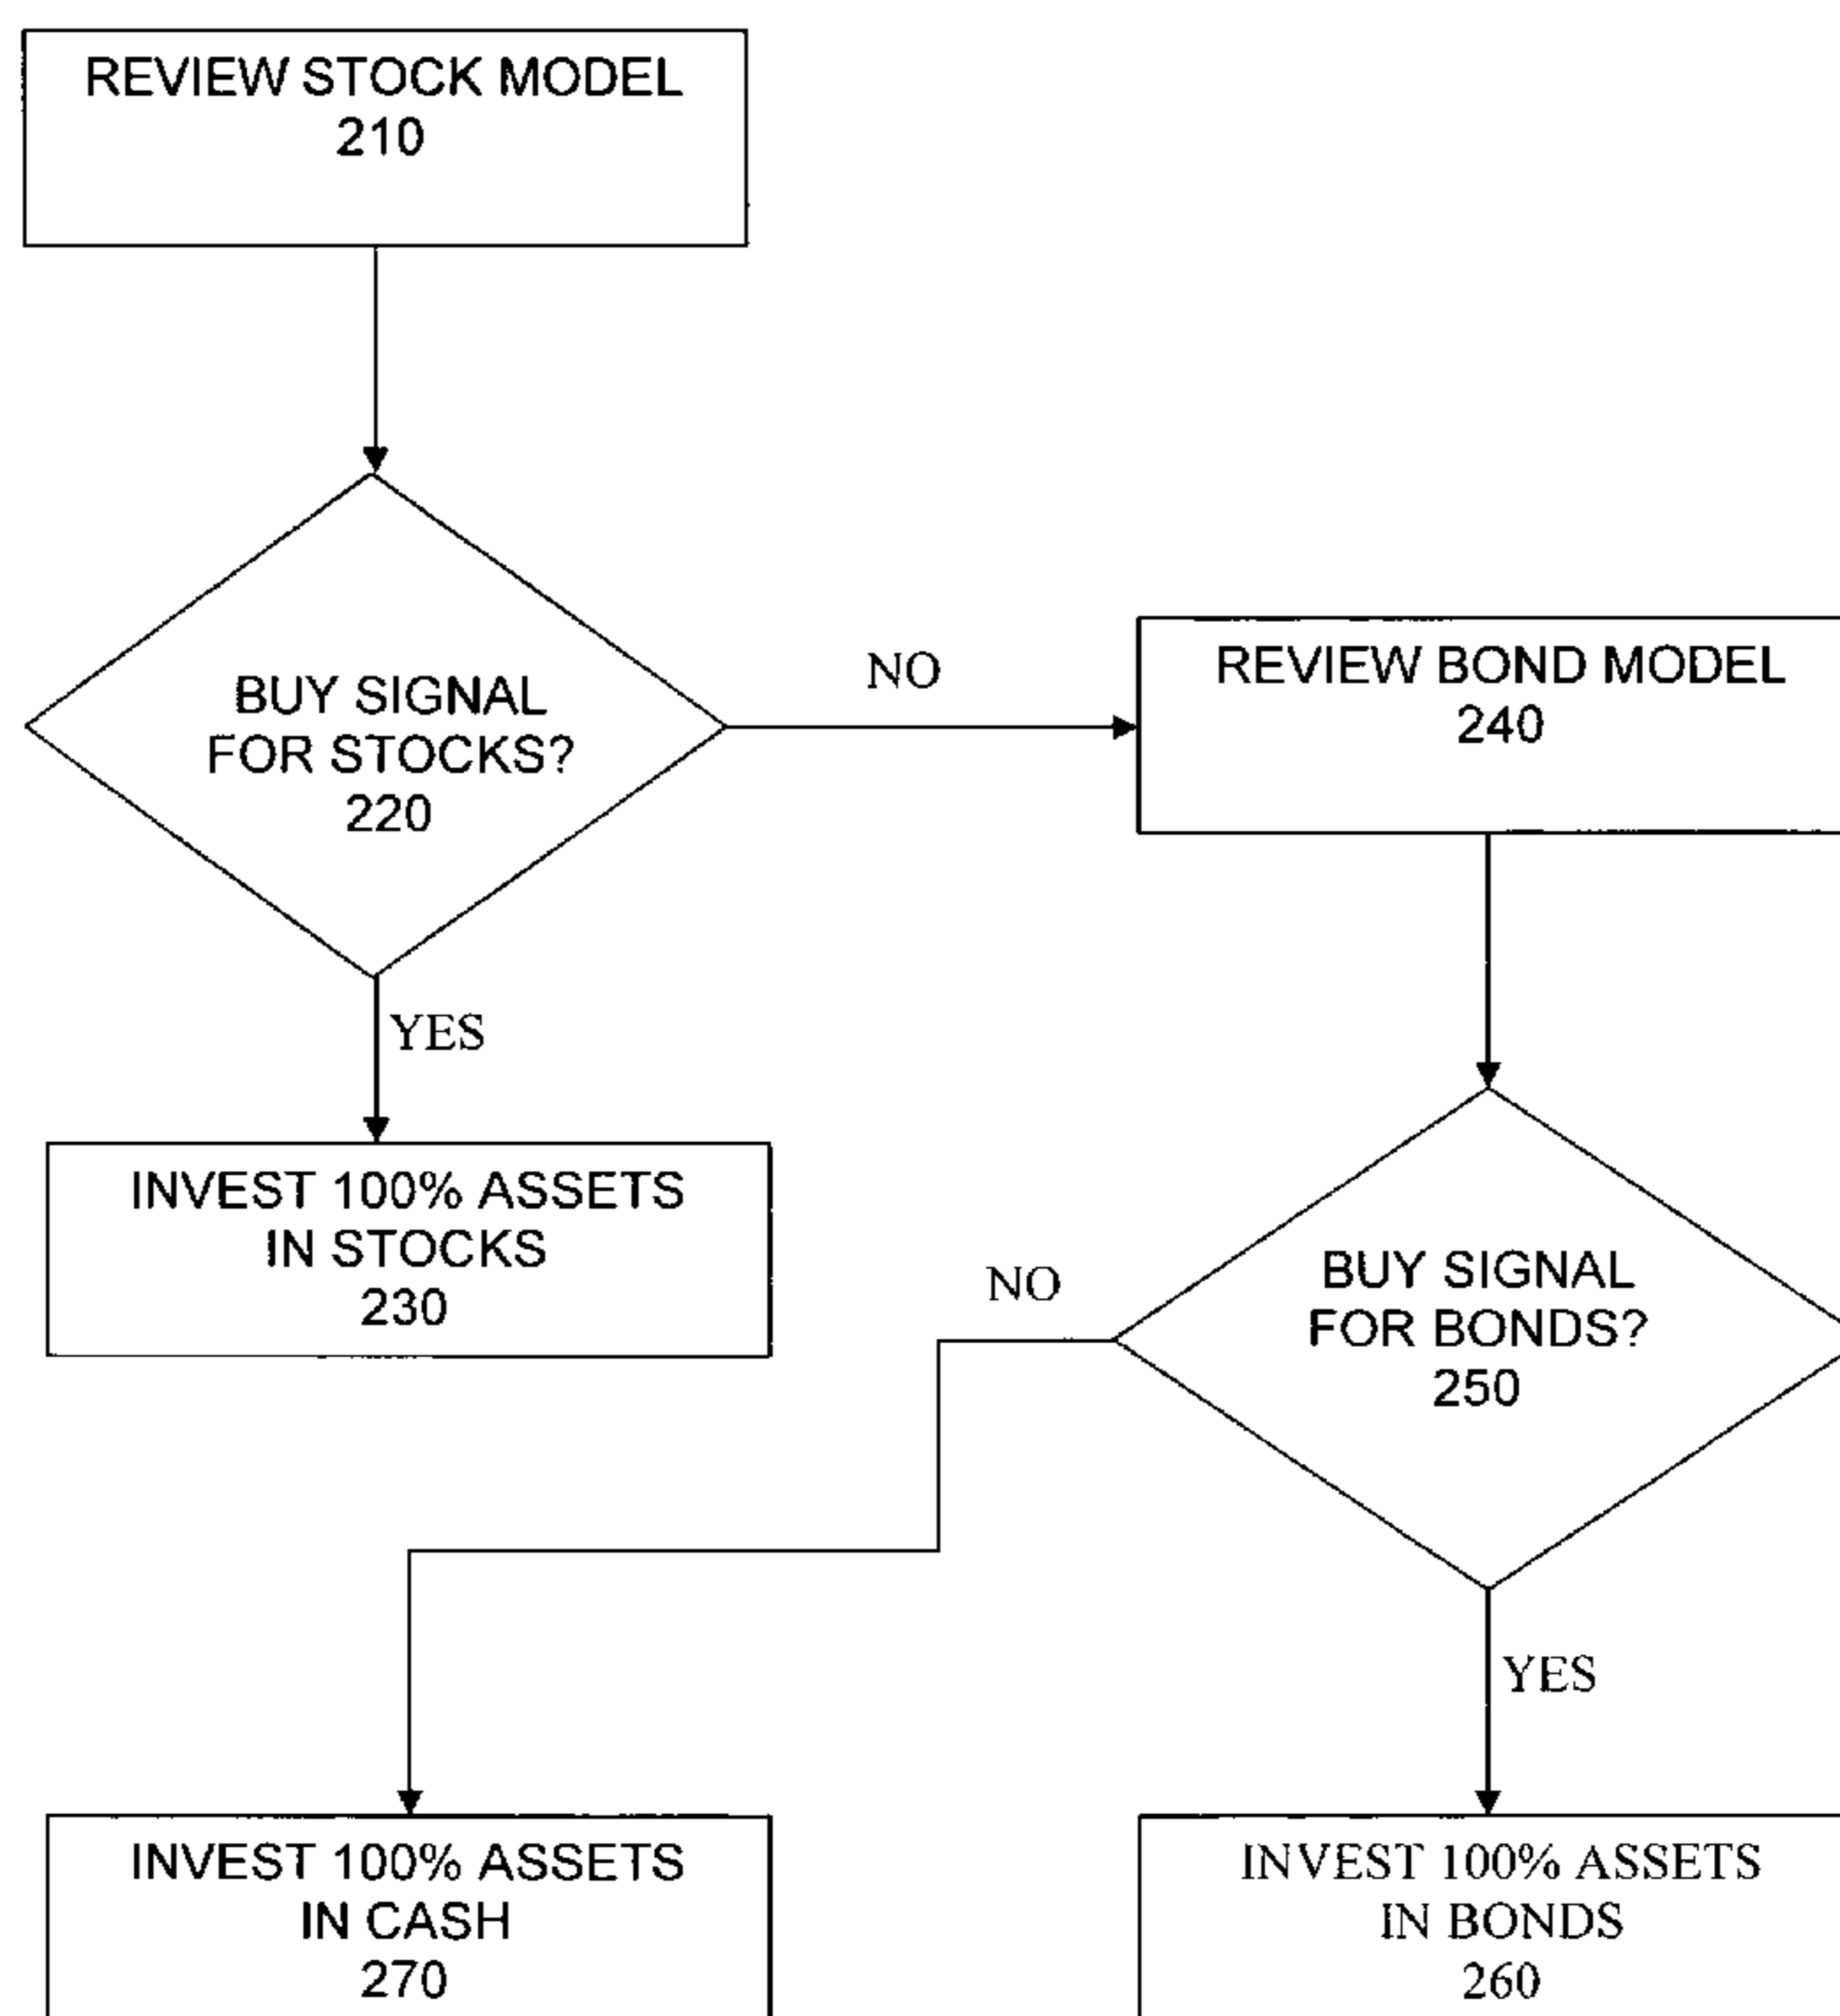 REVIEW STOCK MODEL
210
BUY SIGNAL
FOR STOCKS?
220
NO
REVIEW BOND MODEL
240
YES
INVEST 100% ASSETS
IN STOCKS
230
NO
BUY SIGNAL
FOR BONDS?
250
YES
INVEST 100% ASSETS
IN CASH
270
INVEST 100% ASSETS
IN BONDS
260